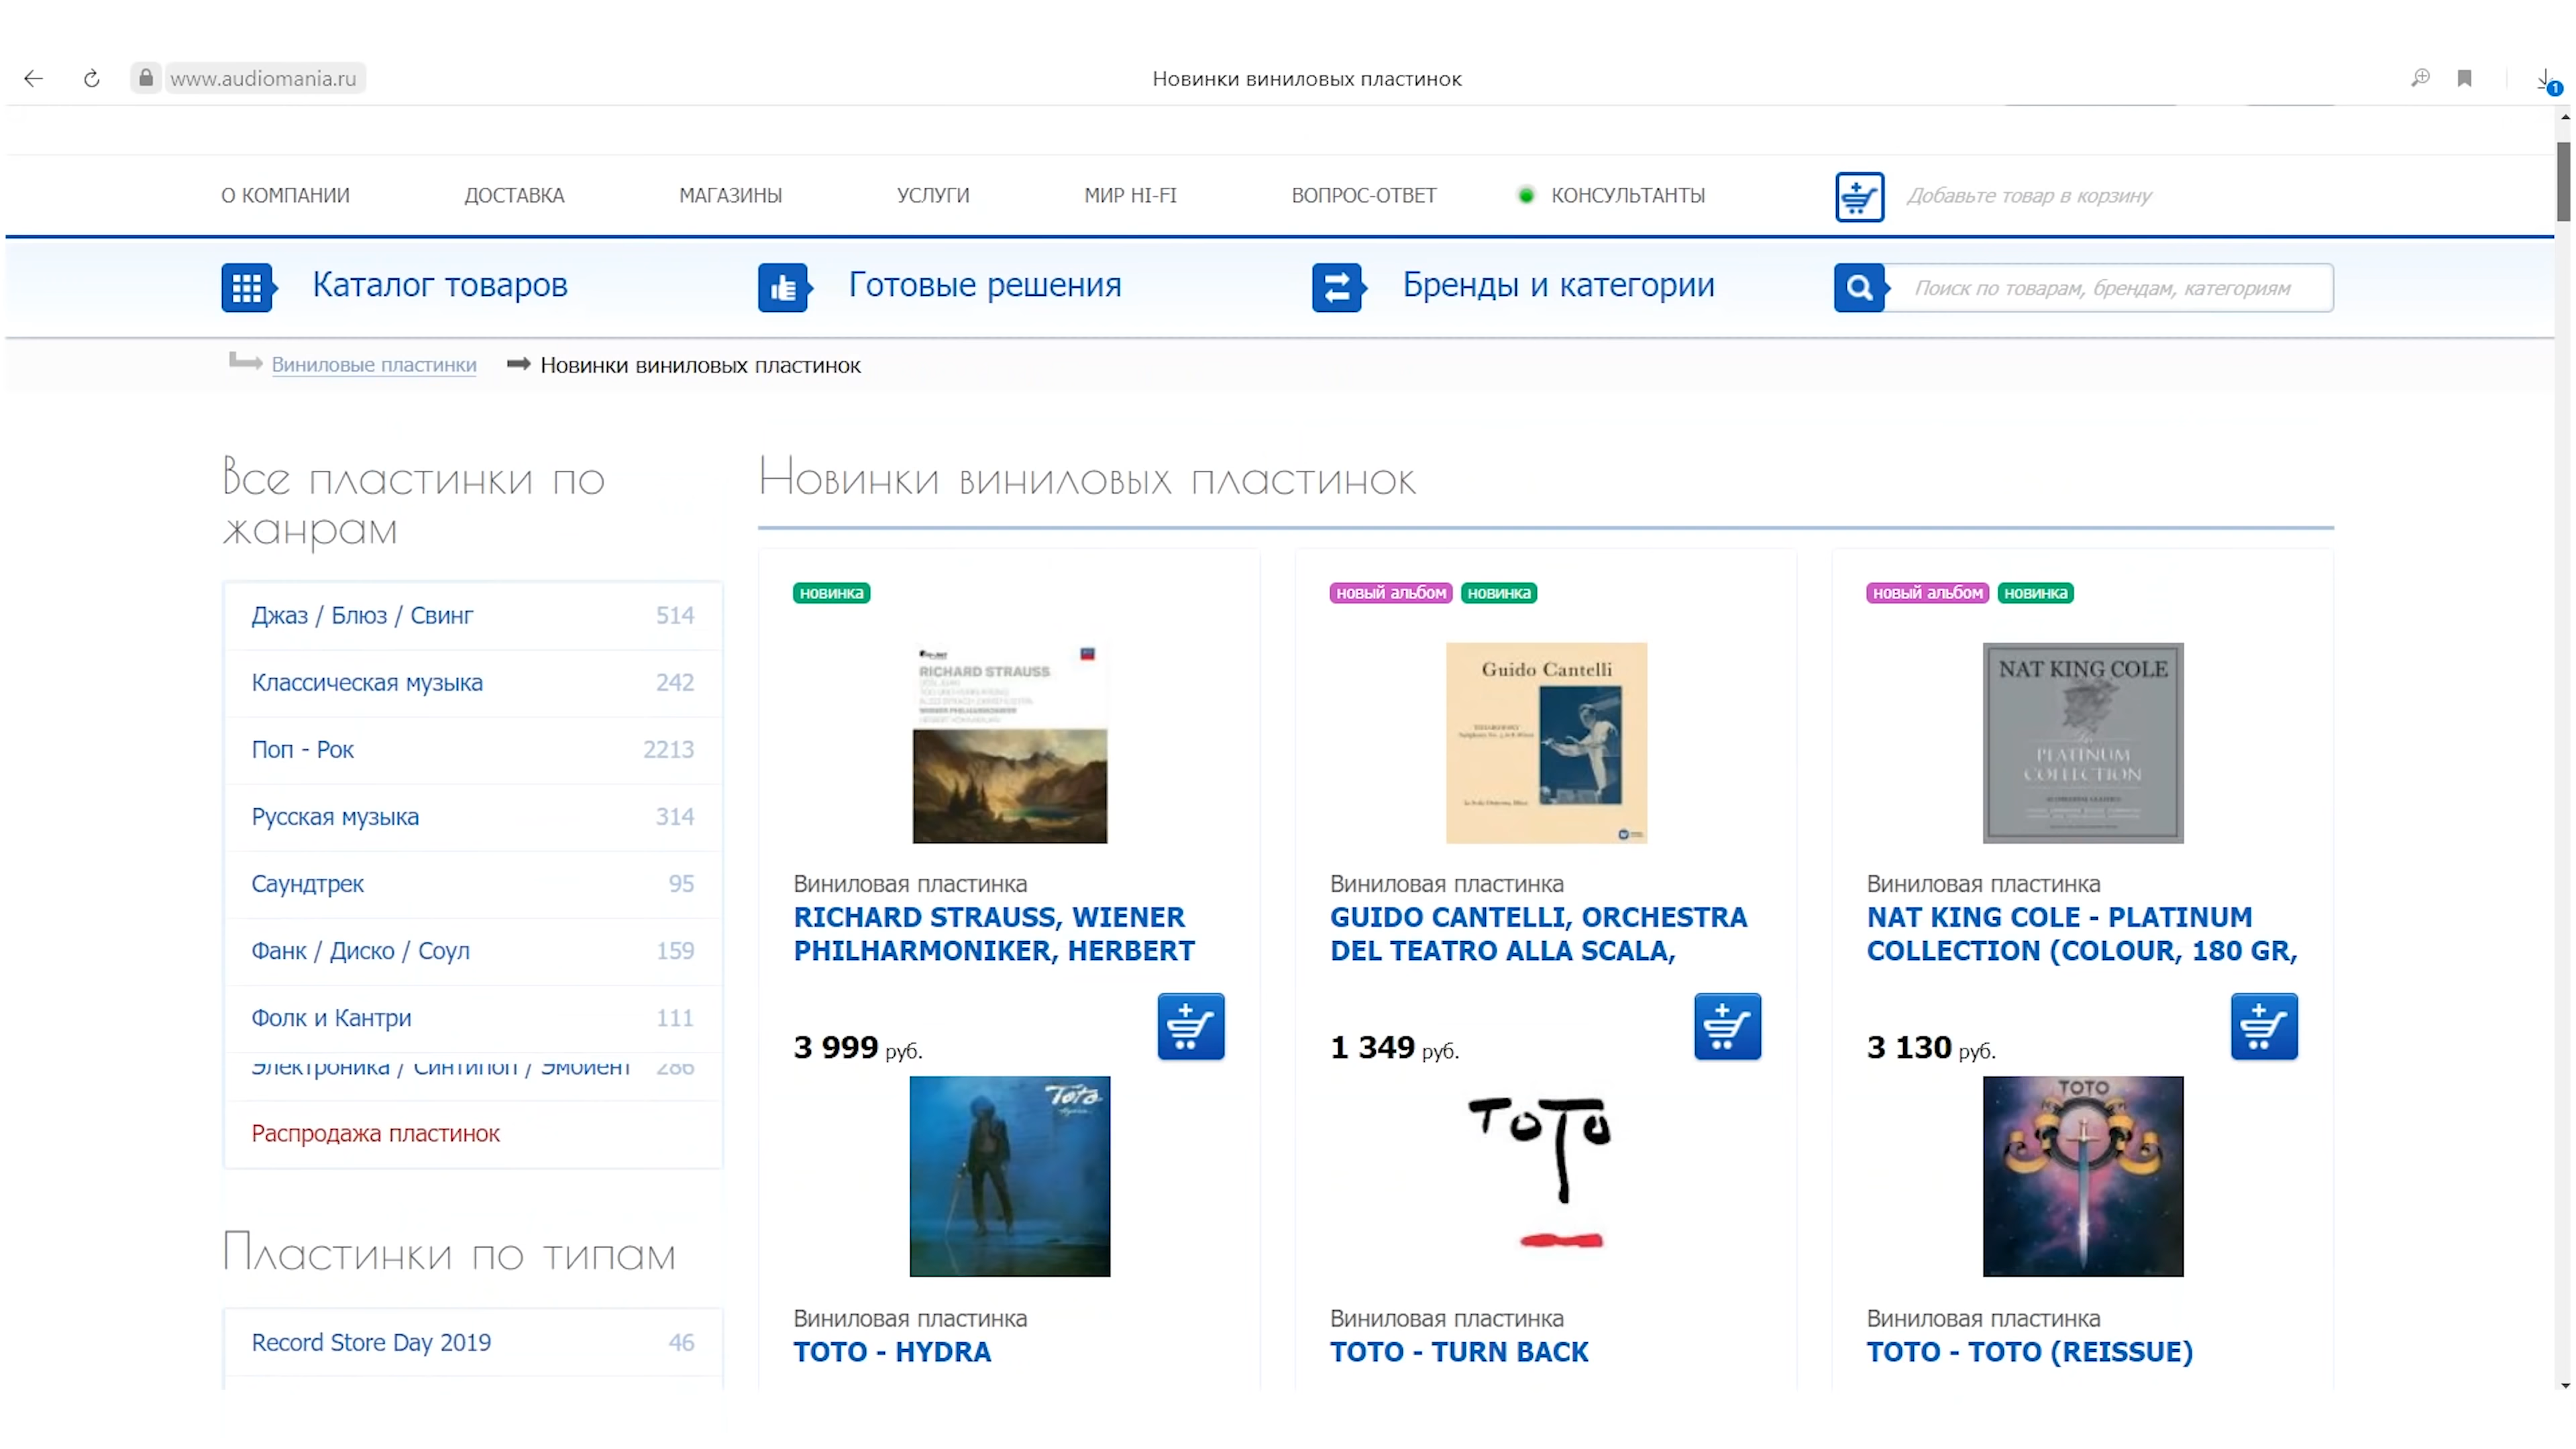 www.audiomania.ru
Новинки виниловых пластинок
1
О КОМПАНИИ
ДОСТАВКА
МАГАЗИНЫ
УСЛУГИ
МИР HI-FI
ВОПРОС-ОТВЕТ
КОНСУЛЬТАНТЫ
Добавьте товар в корзину
Каталог товаров
Готовые решения
Бренды и категории
Поиск по товарам, брендам, категориям
Виниловые пластинки
Новинки виниловых пластинок
Все пластинки по
жанрам
Джаз / Блюз / Свинг 514
Классическая музыка 242
Поп - Рок 2213
Русская музыка 314
Саундтрек 95
Фанк / Диско / Соул 159
Фолк и Кантри 111
Электроника / Синтипоп / Эмбиент 286
Распродажа пластинок
Пластинки по типам
Record Store Day 2019 46
Новинки виниловых пластинок
новинка
RICHARD STRAUSS
Виниловая пластинка
RICHARD STRAUSS, WIENER
PHILHARMONIKER, HERBERT
3 999 руб.
новый альбом новинка
Guido Cantelli
Виниловая пластинка
GUIDO CANTELLI, ORCHESTRA
DEL TEATRO ALLA SCALA,
1 349 руб.
новый альбом новинка
NAT KING COLE
PLATINUM
COLLECTION
Виниловая пластинка
NAT KING COLE - PLATINUM
COLLECTION (COLOUR, 180 GR,
3 130 руб.
Toto
Виниловая пластинка
TOTO - HYDRA
TOTO
Виниловая пластинка
TOTO - TURN BACK
TOTO
Виниловая пластинка
TOTO - TOTO (REISSUE)